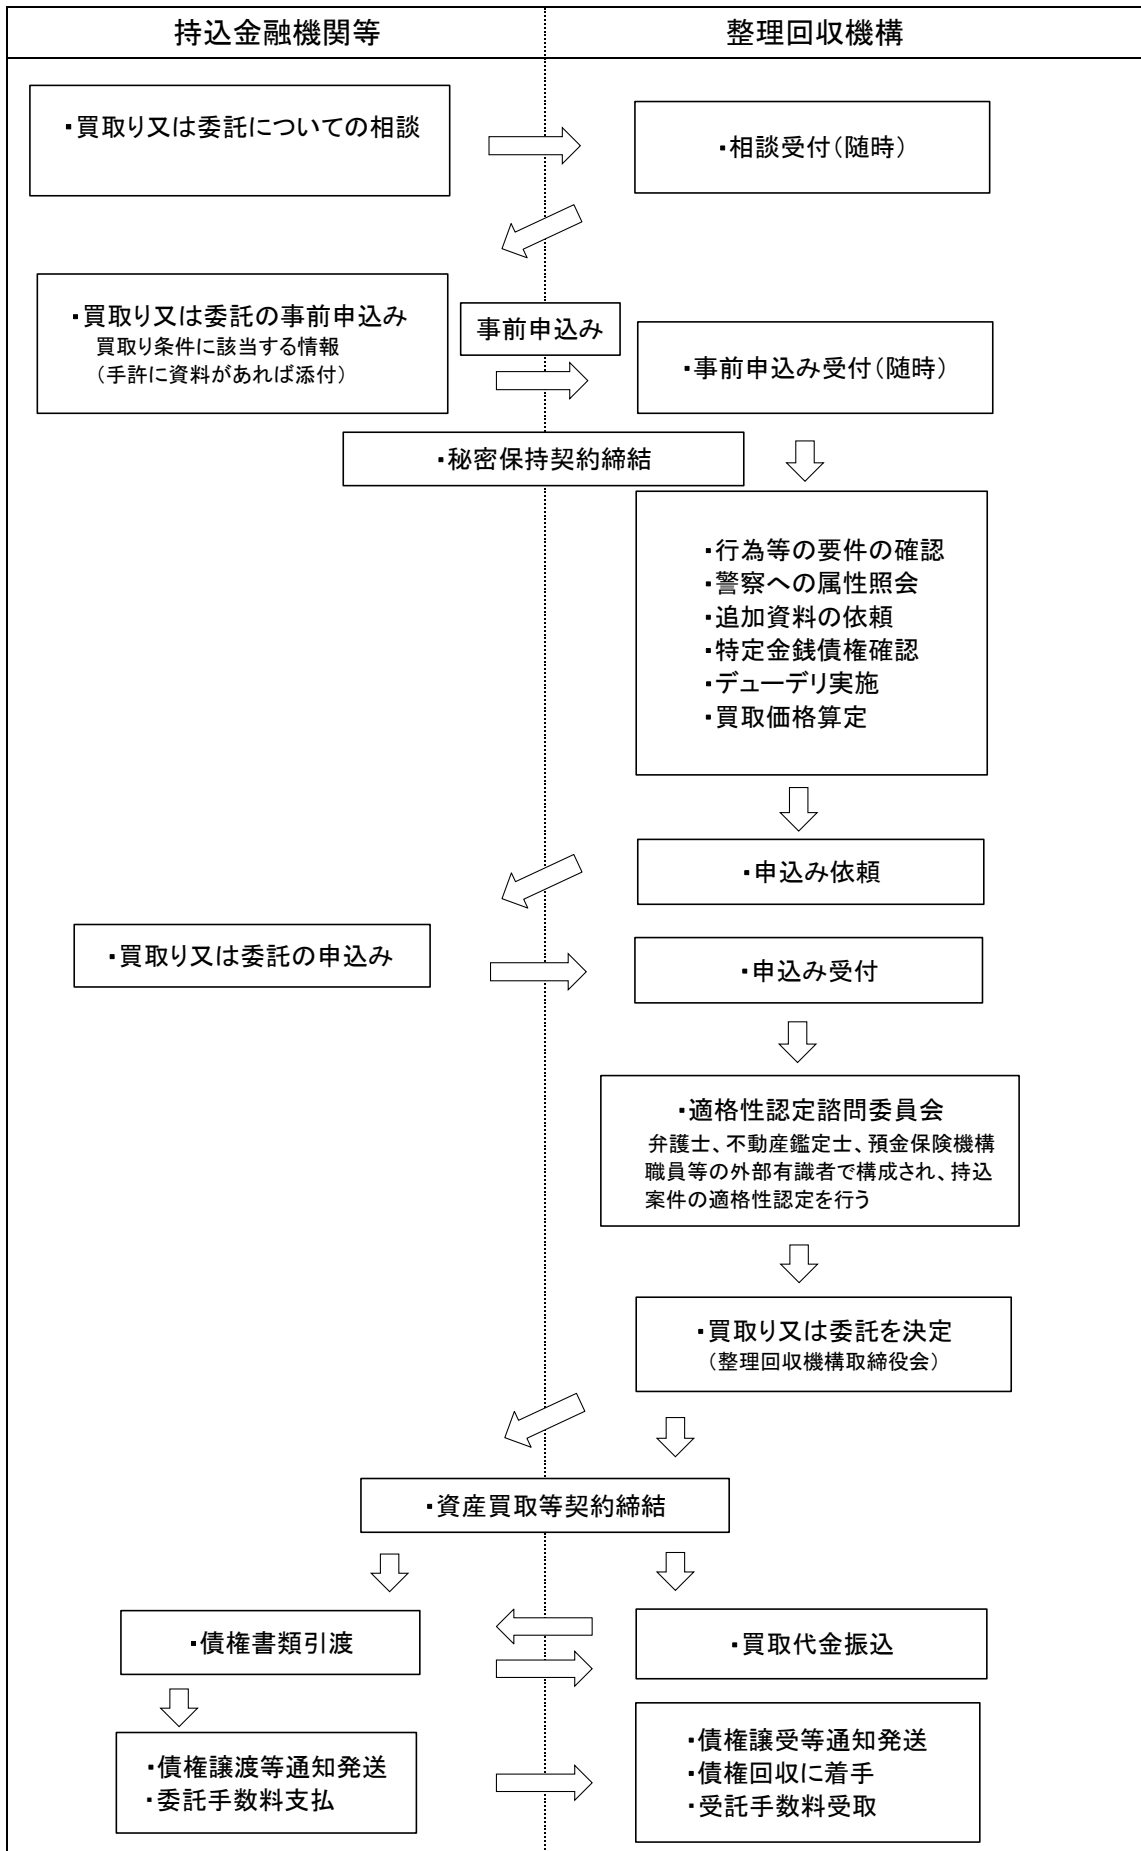 持込金融機関等
整理回収機構
・買取り又は委託についての相談
・相談受付（随時）
・買取り又は委託の事前申込み
買取り条件に該当する情報
（手許に資料があれば添付）
事前申込み
・事前申込み受付（随時）
・秘密保持契約締結
・行為等の要件の確認
・警察への属性照会
・追加資料の依頼
・特定金銭債権確認
・デューデリ実施
・買取価格算定
・申込み依頼
・買取り又は委託の申込み
・申込み受付
・適格性認定諮問委員会
弁護士、不動産鑑定士、預金保険機構
職員等の外部有識者で構成され、持込
案件の適格性認定を行う
・買取り又は委託を決定
（整理回収機構取締役会）
・資産買取等契約締結
・債権書類引渡
・買取代金振込
・債権譲渡等通知発送
・委託手数料支払
・債権譲受等通知発送
・債権回収に着手
・受託手数料受取